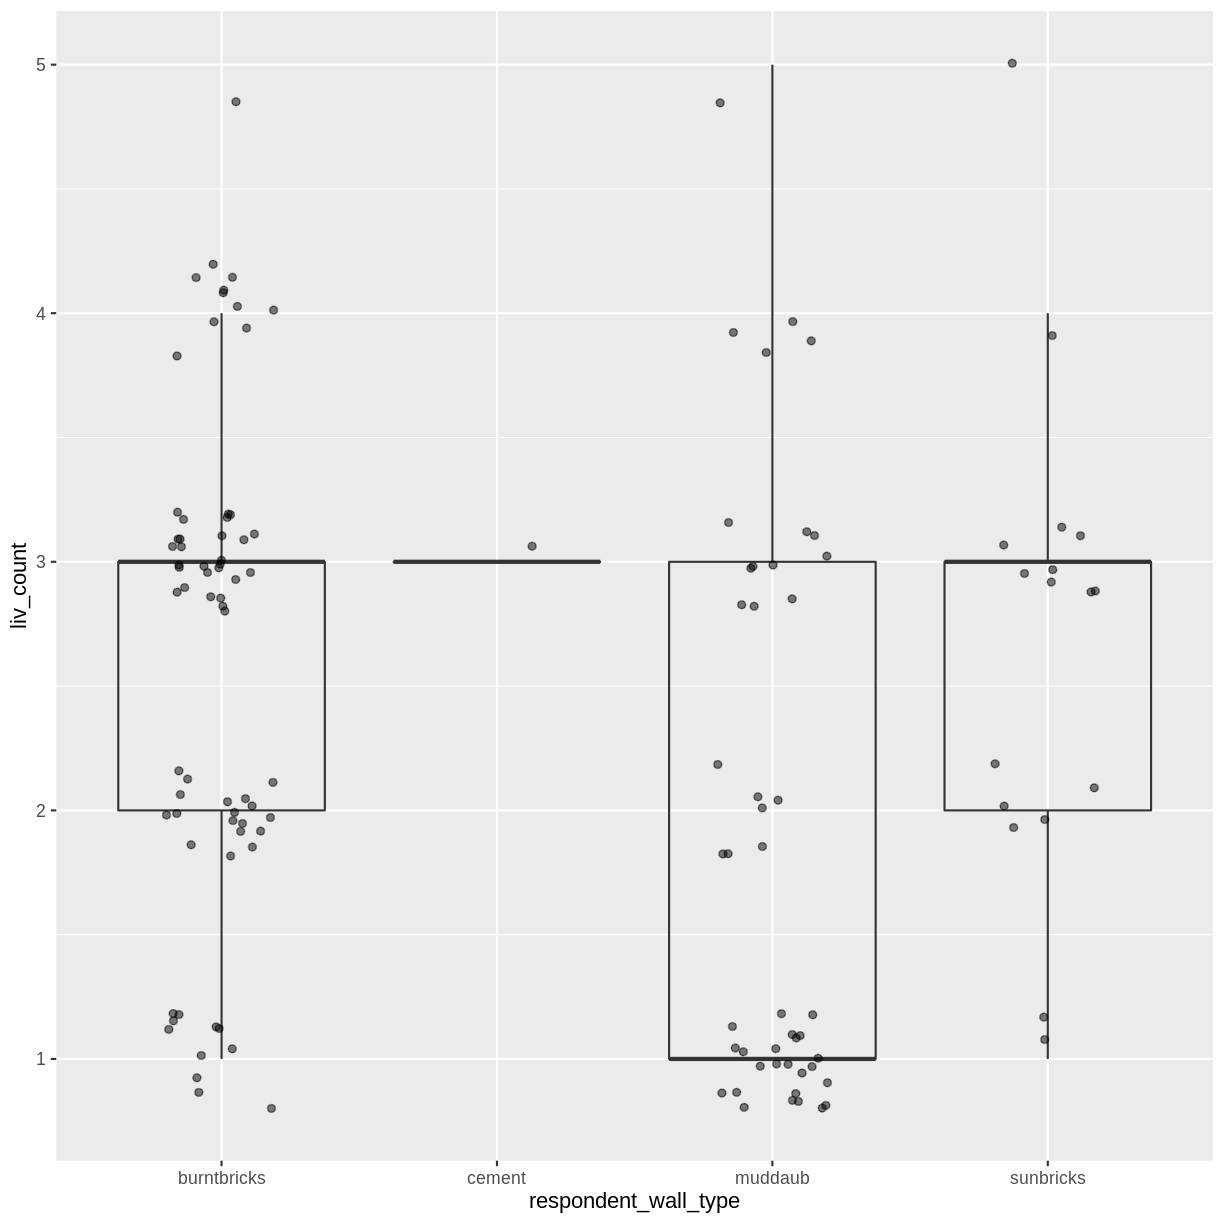 liv_count
5
4
3
2
1
burntbricks
cement
muddaub
sunbricks
respondent_wall_type